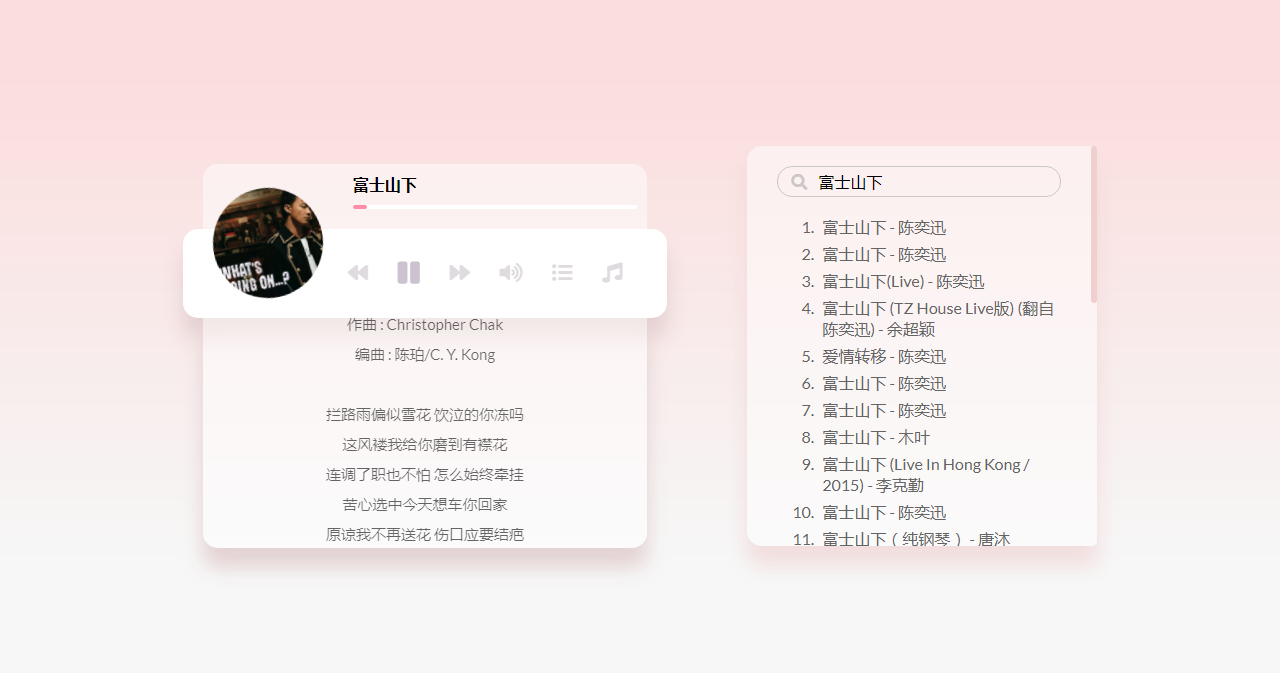 富士山下
WHAT'S
GOING ON...?
作曲 : Christopher Chak
编曲 : 陈珀/C. Y. Kong
拦路雨偏似雪花 饮泣的你冻吗
这风褛我给你磨到有襟花
连调了职也不怕 怎么始终牵挂
苦心选中今天想车你回家
原谅我不再送花 伤口应要结疤
富士山下
1. 富士山下 - 陈奕迅
2. 富士山下 - 陈奕迅
3. 富士山下(Live) - 陈奕迅
4. 富士山下 (TZ House Live版) (翻自
陈奕迅) - 余超颖
5. 爱情转移 - 陈奕迅
6. 富士山下 - 陈奕迅
7. 富士山下 - 陈奕迅
8. 富士山下 - 木叶
9. 富士山下 (Live In Hong Kong /
2015) - 李克勤
10. 富士山下 - 陈奕迅
11. 富士山下（纯钢琴） - 唐沐